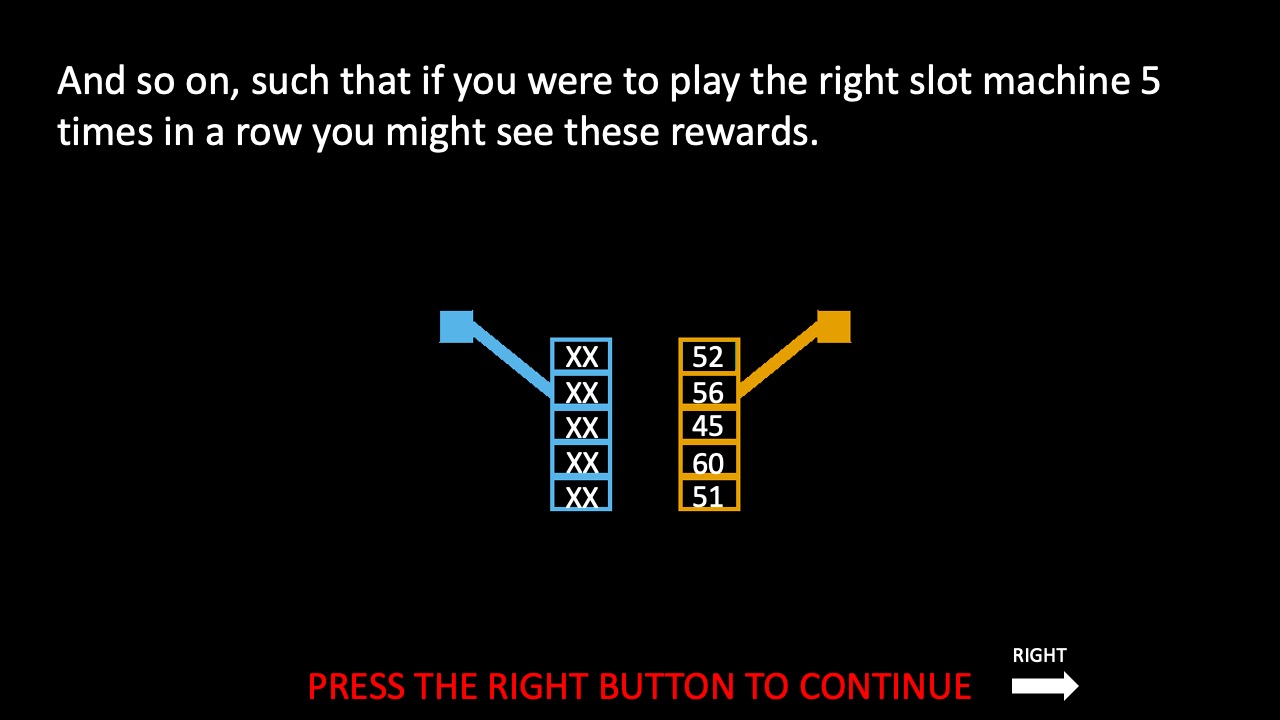 And so on, such that if you were to play the right slot machine 5
times in a row you might see these rewards.
XX 52
XX 56
XX 45
XX 60
XX 51
RIGHT
PRESS THE RIGHT BUTTON TO CONTINUE